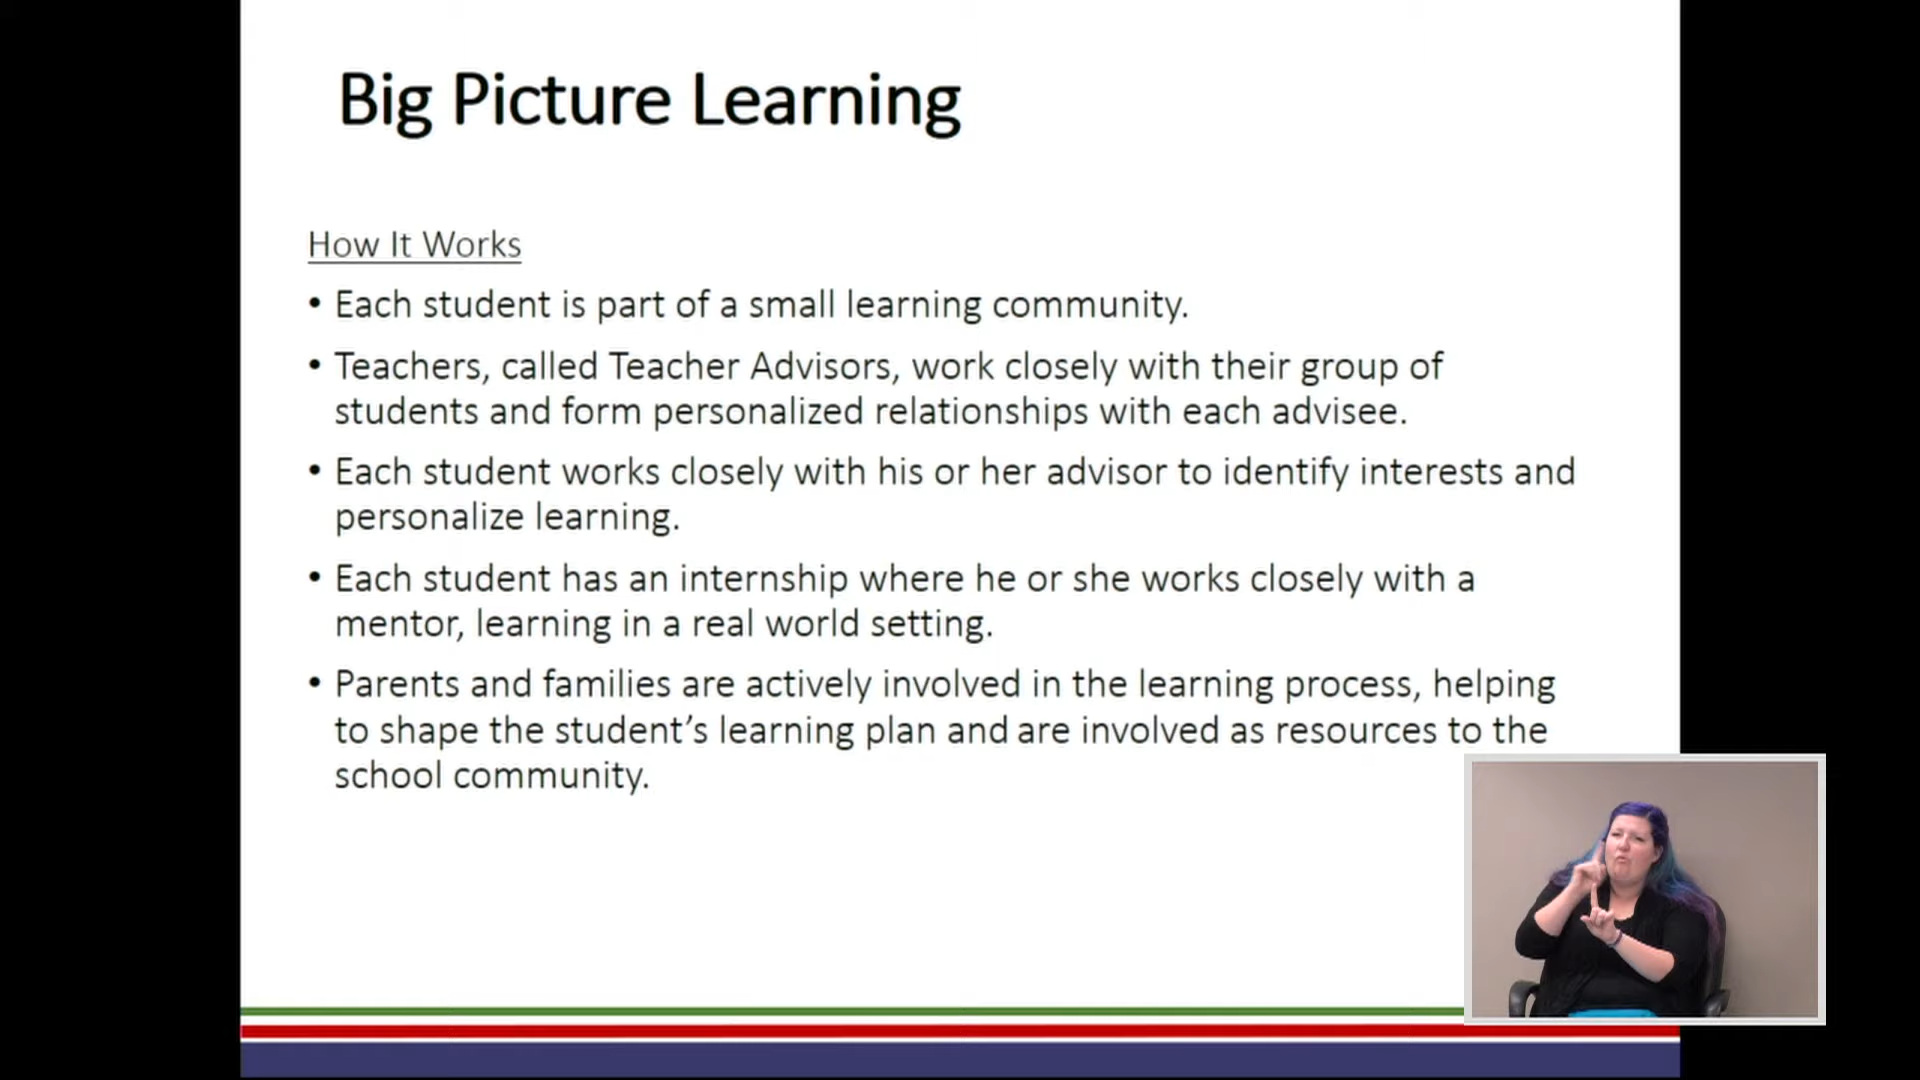 Big Picture Learning
How It Works
• Each student is part of a small learning community.
• Teachers, called Teacher Advisors, work closely with their group of
students and form personalized relationships with each advisee.
• Each student works closely with his or her advisor to identify interests and
personalize learning.
• Each student has an internship where he or she works closely with a
mentor, learning in a real world setting.
• Parents and families are actively involved in the learning process, helping
to shape the student’s learning plan and are involved as resources to the
school community.